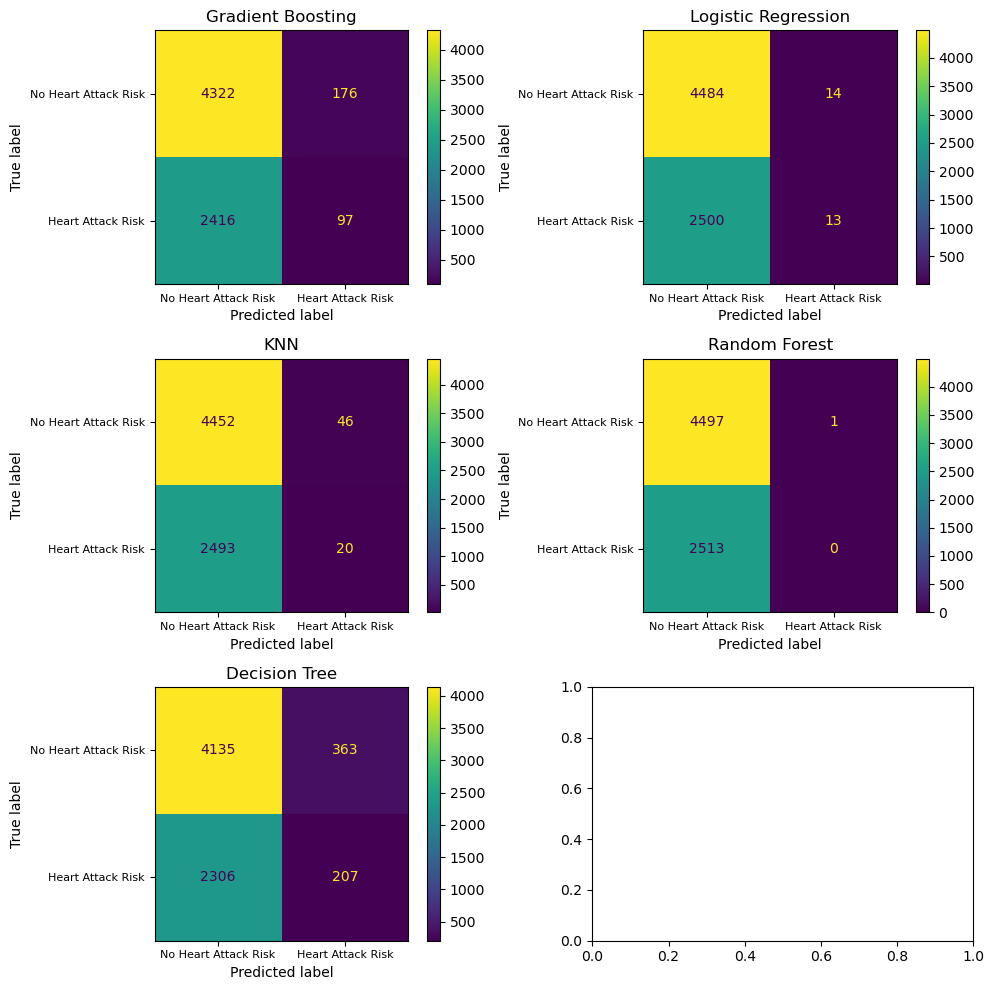 Gradient Boosting
True label
No Heart Attack Risk
Heart Attack Risk
4322
176
2416
97
No Heart Attack Risk
Heart Attack Risk
Predicted label
4000
3500
3000
2500
2000
1500
1000
500
Logistic Regression
True label
No Heart Attack Risk
Heart Attack Risk
4484
14
2500
13
No Heart Attack Risk
Heart Attack Risk
Predicted label
4000
3500
3000
2500
2000
1500
1000
500
KNN
True label
No Heart Attack Risk
Heart Attack Risk
4452
46
2493
20
No Heart Attack Risk
Heart Attack Risk
Predicted label
4000
3500
3000
2500
2000
1500
1000
500
Random Forest
True label
No Heart Attack Risk
Heart Attack Risk
4497
1
2513
0
No Heart Attack Risk
Heart Attack Risk
Predicted label
4000
3500
3000
2500
2000
1500
1000
500
0
Decision Tree
True label
No Heart Attack Risk
Heart Attack Risk
4135
363
2306
207
No Heart Attack Risk
Heart Attack Risk
Predicted label
4000
3500
3000
2500
2000
1500
1000
500
1.0
0.8
0.6
0.4
0.2
0.0
0.0 0.2 0.4 0.6 0.8 1.0